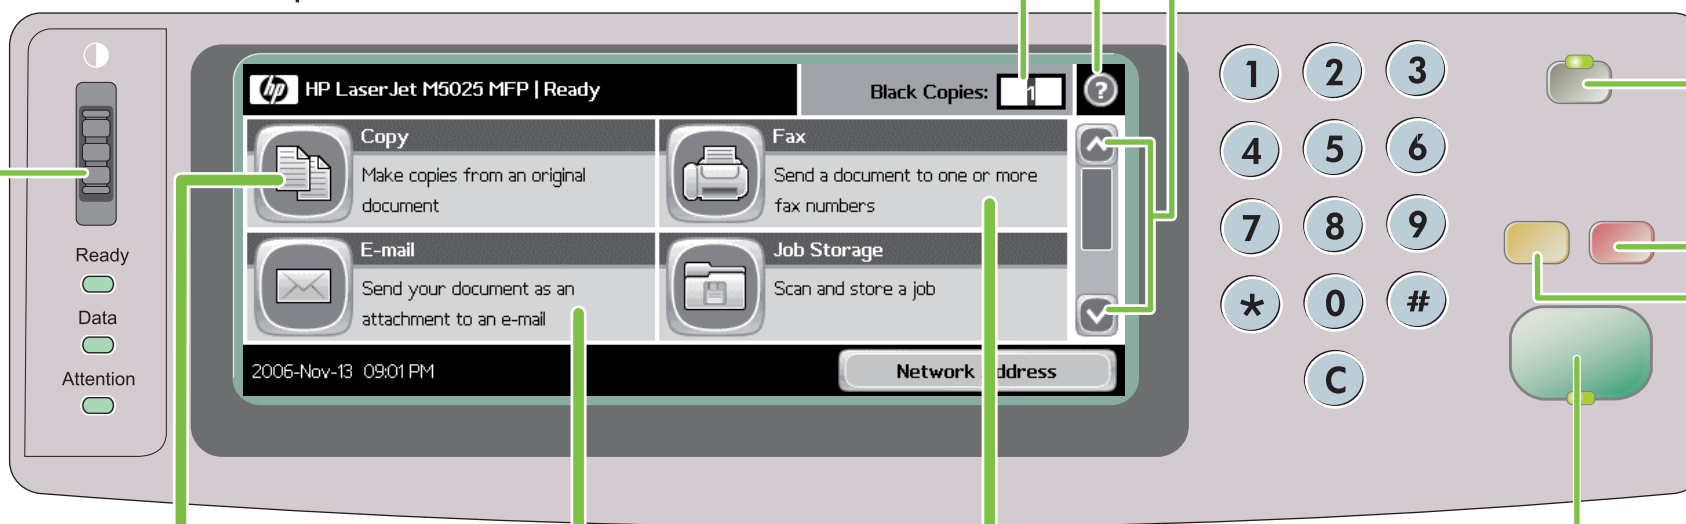 hp HP LaserJet M5025 MFP | Ready
Black Copies: 1 ?
Copy
Make copies from an original
document
Fax
Send a document to one or more
fax numbers
E-mail
Send your document as an
attachment to an e-mail
Job Storage
Scan and store a job
2006-Nov-13 09:01 PM
Network ddress
Ready
Data
Attention
1 2 3
4 5 6
7 8 9
* 0 #
C